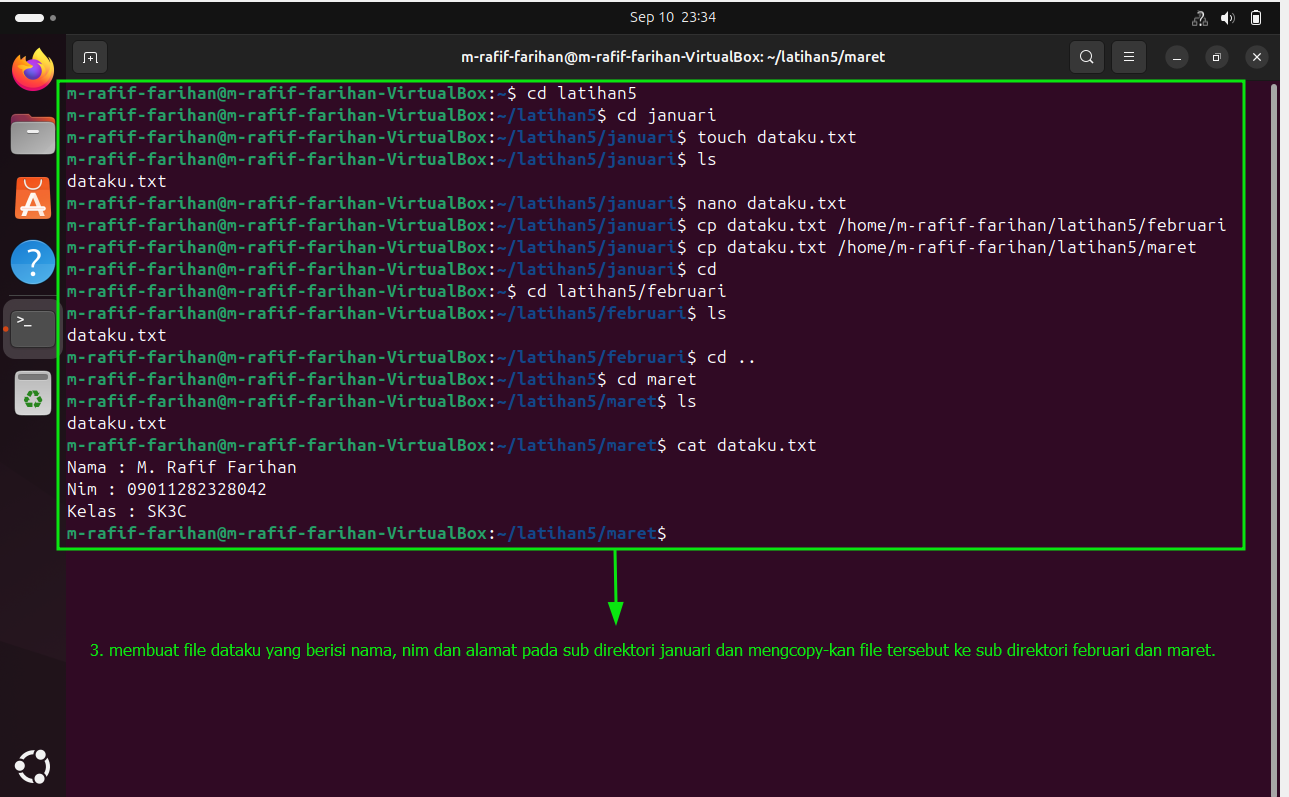 Sep 10 23:34
m-rafif-farihan@m-rafif-farihan-VirtualBox: ~/latihan5/maret
m-rafif-farihan@m-rafif-farihan-VirtualBox:~$ cd latihan5
m-rafif-farihan@m-rafif-farihan-VirtualBox:~/latihan5$ cd januari
m-rafif-farihan@m-rafif-farihan-VirtualBox:~/latihan5/januari$ touch dataku.txt
m-rafif-farihan@m-rafif-farihan-VirtualBox:~/latihan5/januari$ ls
dataku.txt
m-rafif-farihan@m-rafif-farihan-VirtualBox:~/latihan5/januari$ nano dataku.txt
m-rafif-farihan@m-rafif-farihan-VirtualBox:~/latihan5/januari$ cp dataku.txt /home/m-rafif-farihan/latihan5/februari
m-rafif-farihan@m-rafif-farihan-VirtualBox:~/latihan5/januari$ cp dataku.txt /home/m-rafif-farihan/latihan5/maret
m-rafif-farihan@m-rafif-farihan-VirtualBox:~/latihan5/januari$ cd
m-rafif-farihan@m-rafif-farihan-VirtualBox:~$ cd latihan5/februari
m-rafif-farihan@m-rafif-farihan-VirtualBox:~/latihan5/februari$ ls
dataku.txt
m-rafif-farihan@m-rafif-farihan-VirtualBox:~/latihan5/februari$ cd ..
m-rafif-farihan@m-rafif-farihan-VirtualBox:~/latihan5$ cd maret
m-rafif-farihan@m-rafif-farihan-VirtualBox:~/latihan5/maret$ ls
dataku.txt
m-rafif-farihan@m-rafif-farihan-VirtualBox:~/latihan5/maret$ cat dataku.txt
Nama : M. Rafif Farihan
Nim : 09011282328042
Kelas : SK3C
m-rafif-farihan@m-rafif-farihan-VirtualBox:~/latihan5/maret$
3. membuat file dataku yang berisi nama, nim dan alamat pada sub direktori januari dan mengcopy-kan file tersebut ke sub direktori februari dan maret.